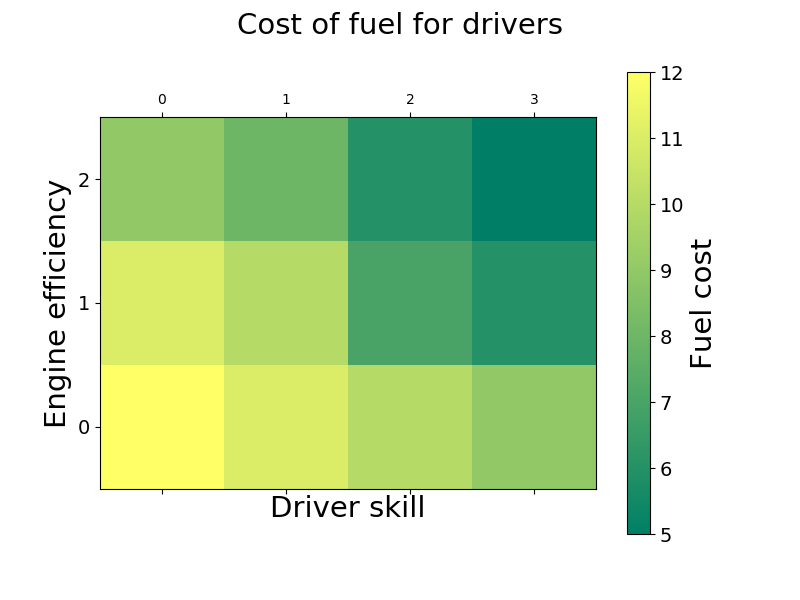 Cost of fuel for drivers
0 1 2 3
2
1
0
Engine efficiency
Driver skill
12
11
10
9
8
7
6
5
Fuel cost